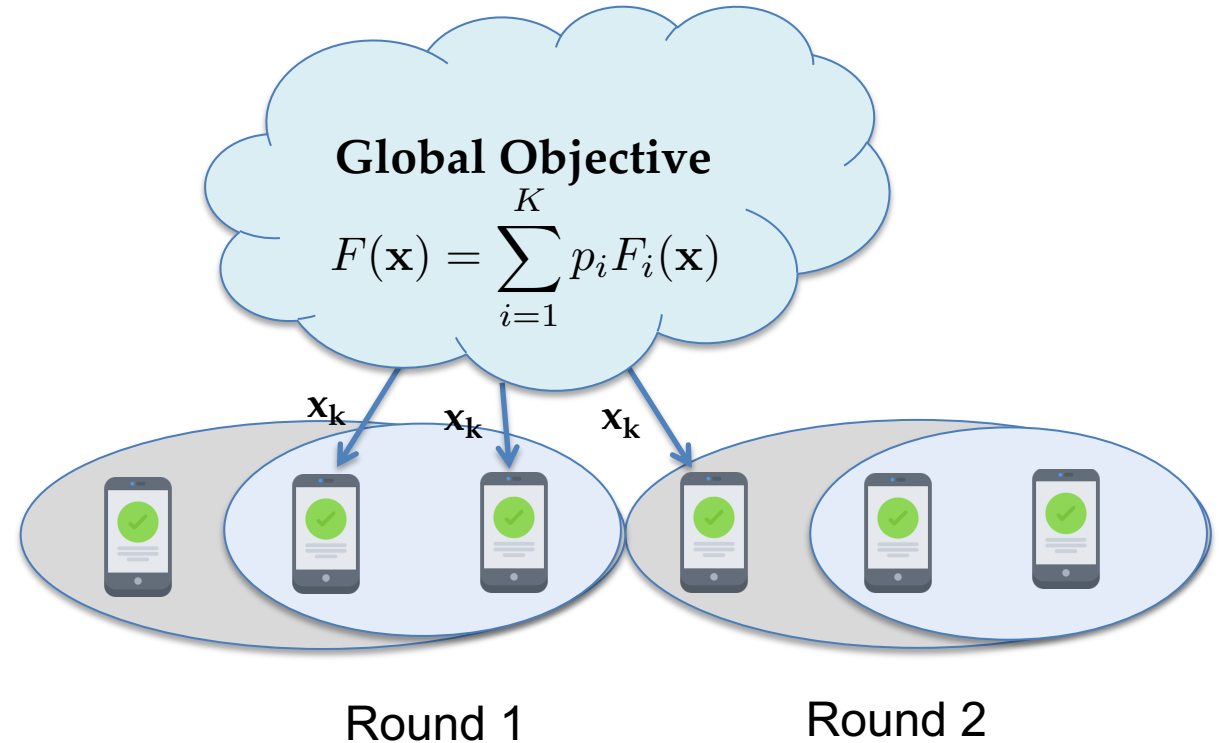 Global Objective
F(𝐱) = ∑_{i=1}^{K} p_i F_i(𝐱)
x_k
x_k
x_k
Round 1
Round 2